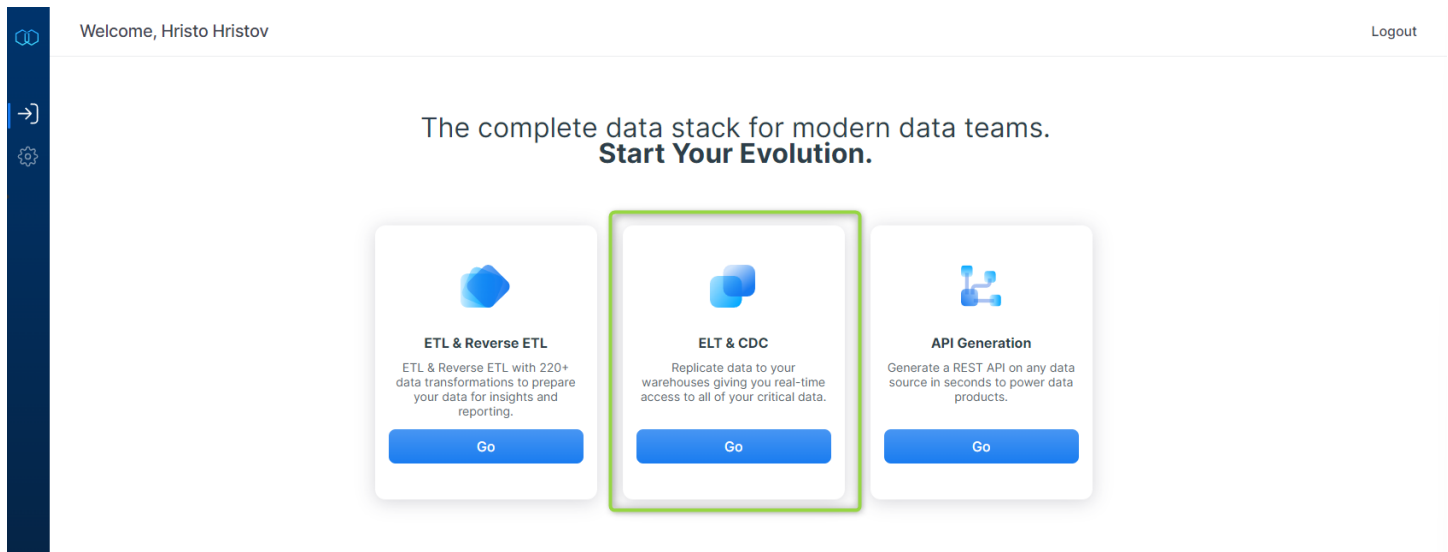 Welcome, Hristo Hristov
Logout
The complete data stack for modern data teams.
Start Your Evolution.
ETL & Reverse ETL
ETL & Reverse ETL with 220+
data transformations to prepare
your data for insights and
reporting.
Go
ELT & CDC
Replicate data to your
warehouses giving you real-time
access to all of your critical data.
Go
API Generation
Generate a REST API on any data
source in seconds to power data
products.
Go